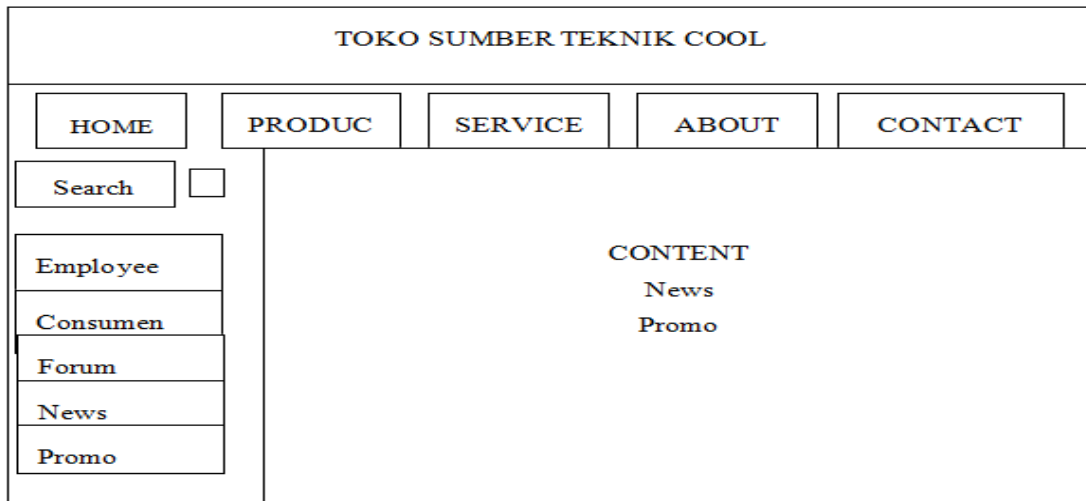 TOKO SUMBER TEKNIK COOL
HOME PRODUC SERVICE ABOUT CONTACT
Search
Employee
Consumen
Forum
News
Promo
CONTENT
News
Promo